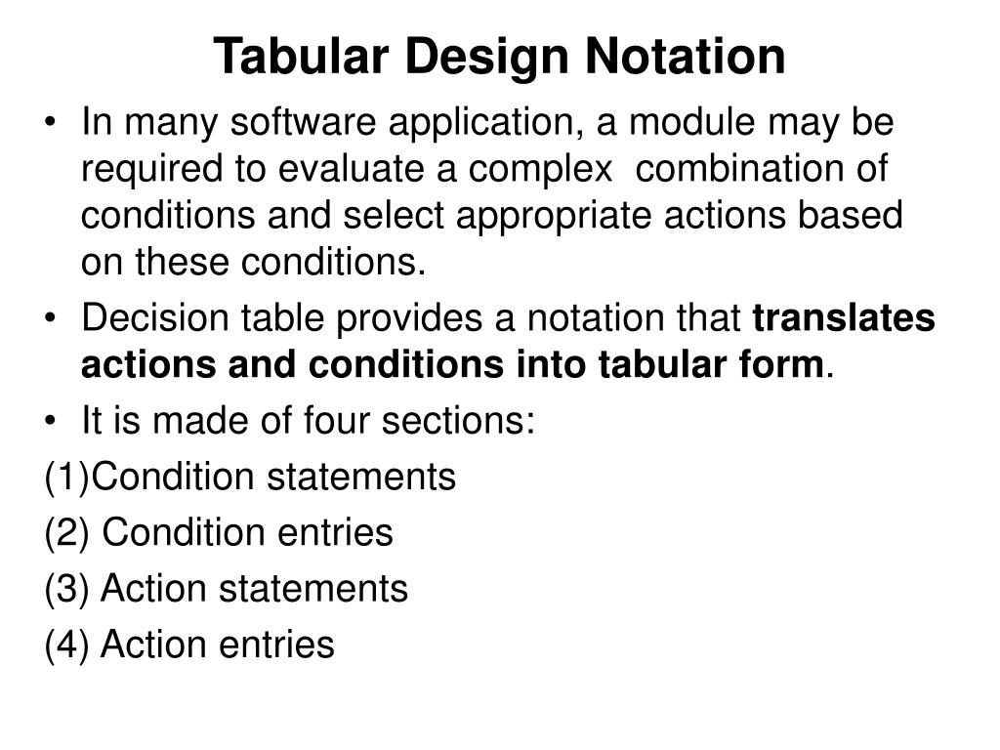 Tabular Design Notation
• In many software application, a module may be
required to evaluate a complex  combination of
conditions and select appropriate actions based
on these conditions.
• Decision table provides a notation that translates
actions and conditions into tabular form.
• It is made of four sections:
(1)Condition statements
(2) Condition entries
(3) Action statements
(4) Action entries